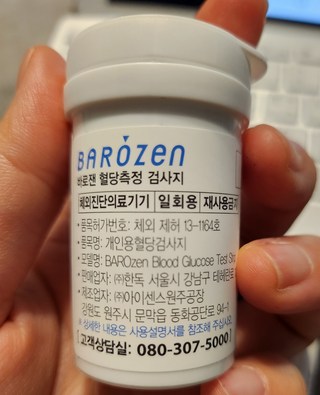 BAROzen
바로잰 혈당측정 검사지
체외진단의료기기 일회용 재사용금지
• 품목허가번호: 체외 제허 13-1164호
• 품목명: 개인용혈당검사지
• 모델명: BAROzen Blood Glucose Test
• 판매업자: ㈜한독 서울시 강남구 테헤란로
• 제조업자: ㈜아이센스원주공장
강원도 원주시 문막읍 동화공단로 94-1
※ 상세한 내용은 사용설명서를 참조해 주십시오.
고객상담실: 080-307-5000